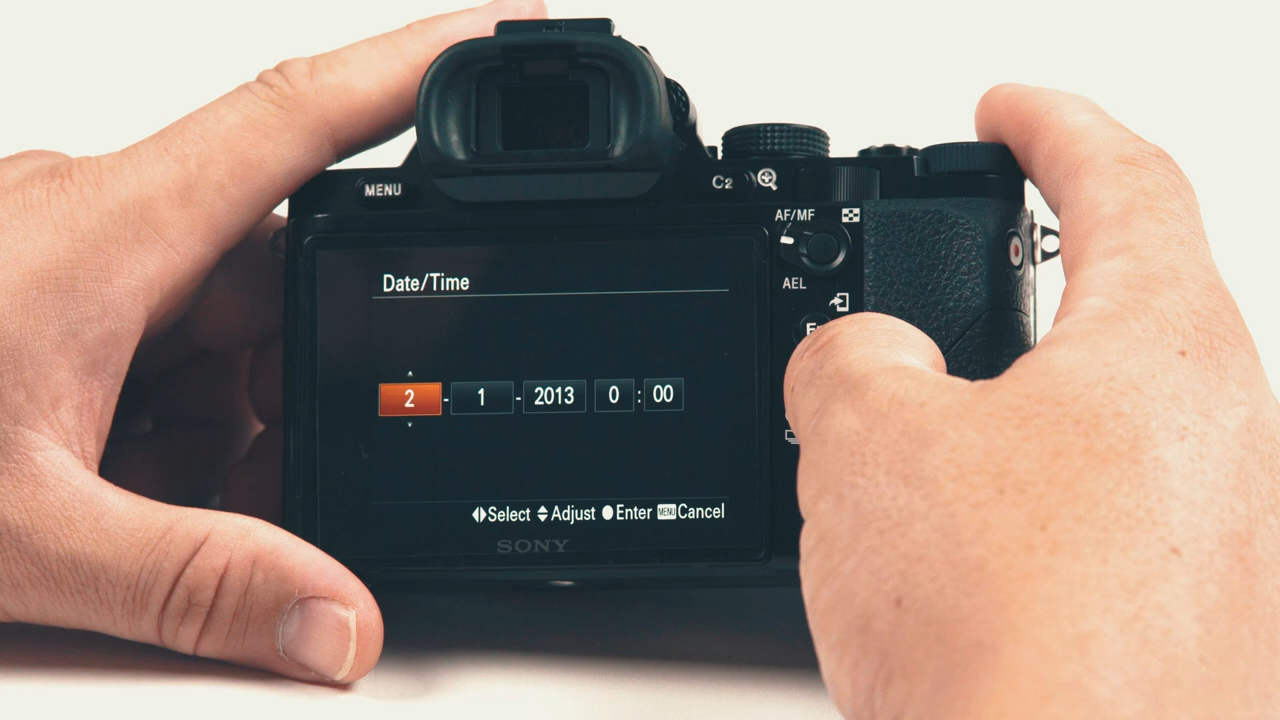 MENU
C2
AF/MF
AEL
Date/Time
2 - 1 - 2013 0 : 00
Select Adjust Enter MENU Cancel
SONY